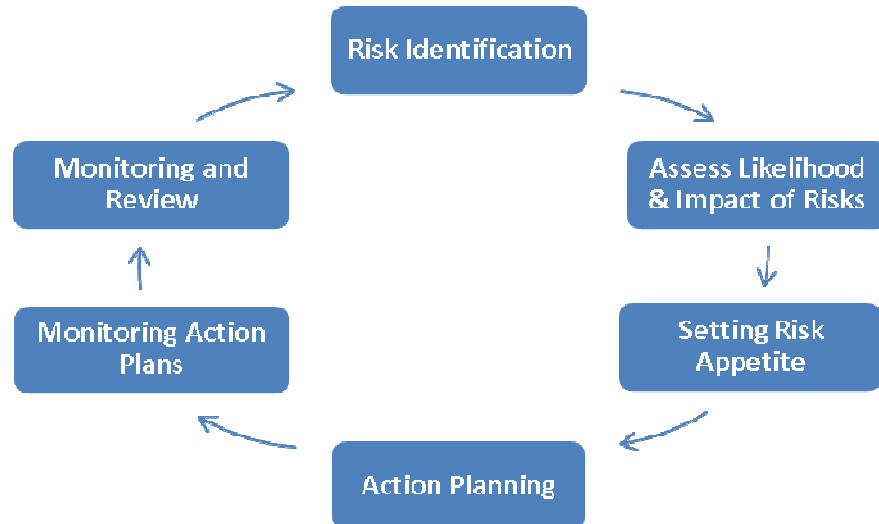 Risk Identification
Assess Likelihood
& Impact of Risks
Setting Risk
Appetite
Action Planning
Monitoring Action
Plans
Monitoring and
Review